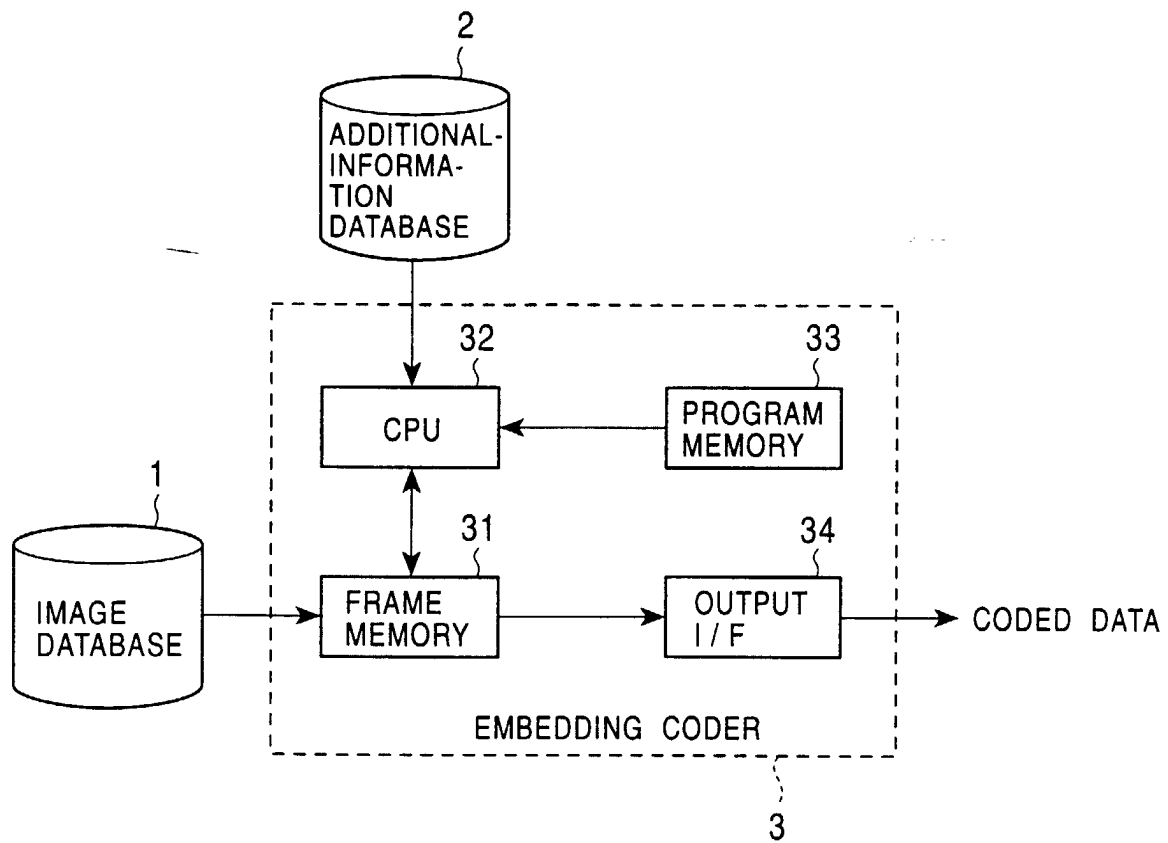 2
ADDITIONAL-
INFORMA-
TION
DATABASE
32
33
CPU
PROGRAM
MEMORY
1
31
34
IMAGE
DATABASE
FRAME
MEMORY
OUTPUT
I / F
CODED DATA
EMBEDDING CODER
3